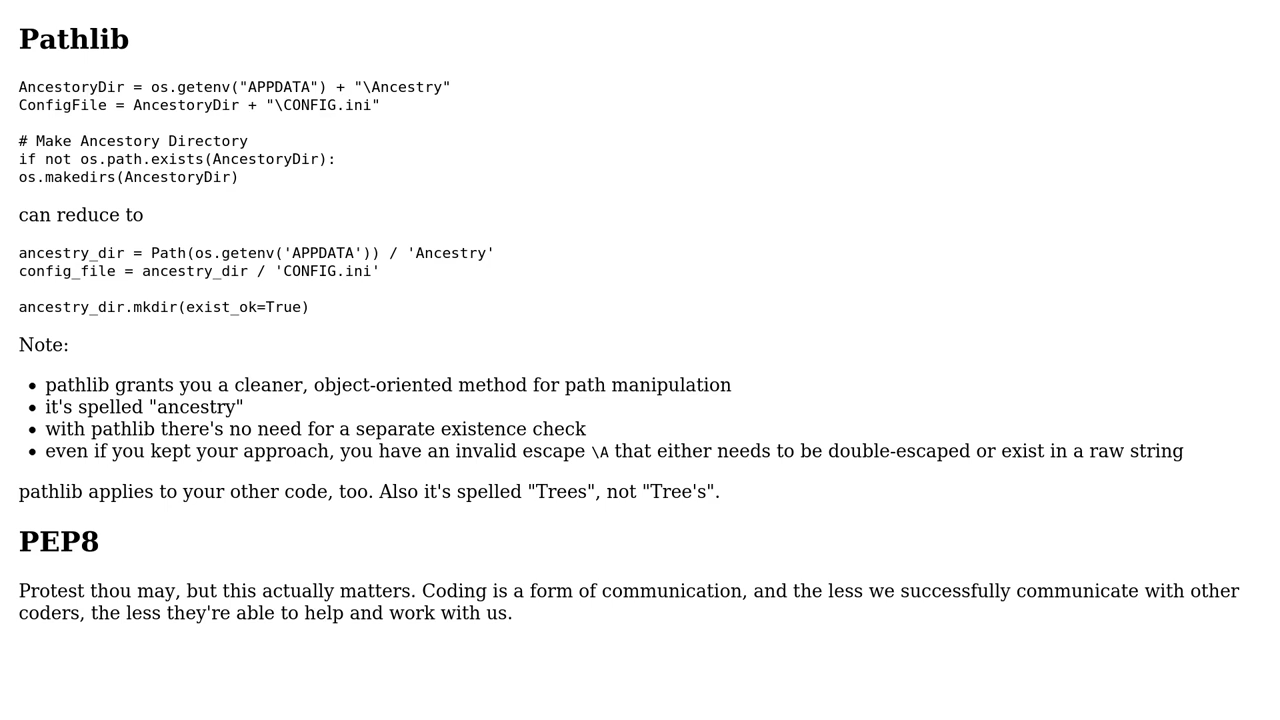 Pathlib
AncestoryDir = os.getenv("APPDATA") + "\Ancestry"
ConfigFile = AncestoryDir + "\CONFIG.ini"
# Make Ancestory Directory
if not os.path.exists(AncestoryDir):
os.makedirs(AncestoryDir)
can reduce to
ancestry_dir = Path(os.getenv('APPDATA')) / 'Ancestry'
config_file = ancestry_dir / 'CONFIG.ini'
ancestry_dir.mkdir(exist_ok=True)
Note:
• pathlib grants you a cleaner, object-oriented method for path manipulation
• it's spelled "ancestry"
• with pathlib there's no need for a separate existence check
• even if you kept your approach, you have an invalid escape \A that either needs to be double-escaped or exist in a raw string
pathlib applies to your other code, too. Also it's spelled "Trees", not "Tree's".
PEP8
Protest thou may, but this actually matters. Coding is a form of communication, and the less we successfully communicate with other
coders, the less they're able to help and work with us.